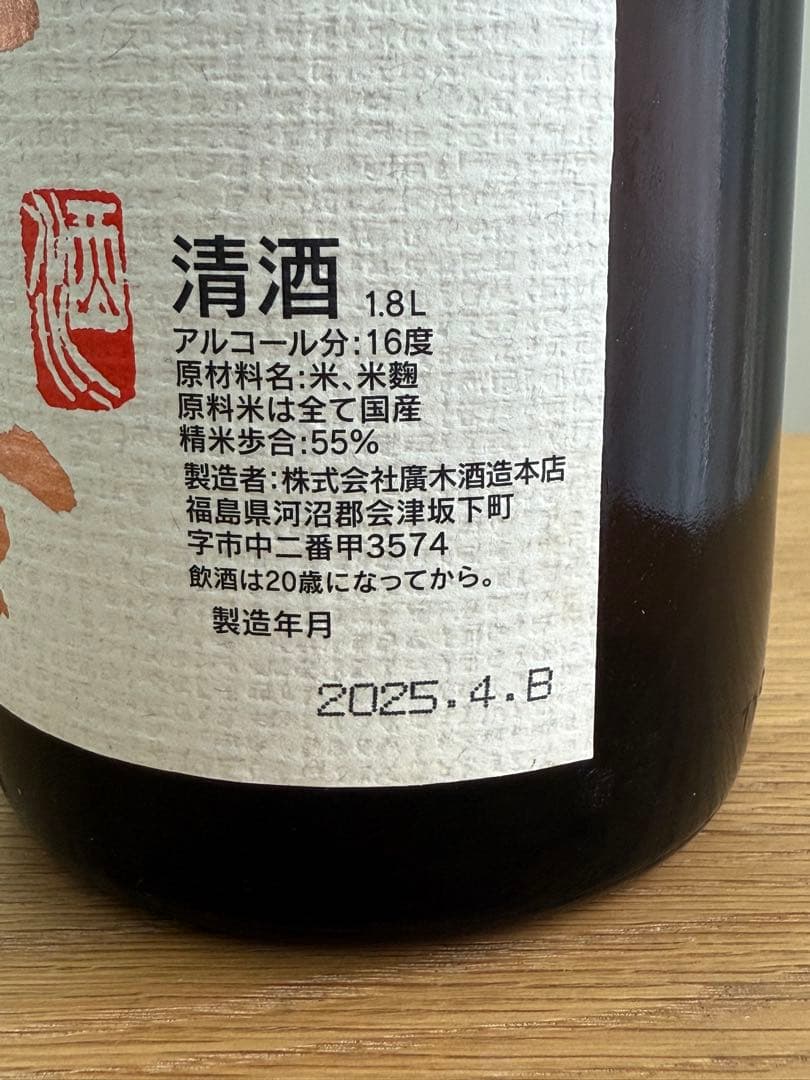 酒
清酒 1.8L
アルコール分:16度
原材料名:米、米麴
原料米は全て国産
精米歩合:55%
製造者:株式会社廣木酒造本店
福島県河沼郡会津坂下町
字市中二番甲3574
飲酒は20歳になってから。
製造年月
2025.4.B